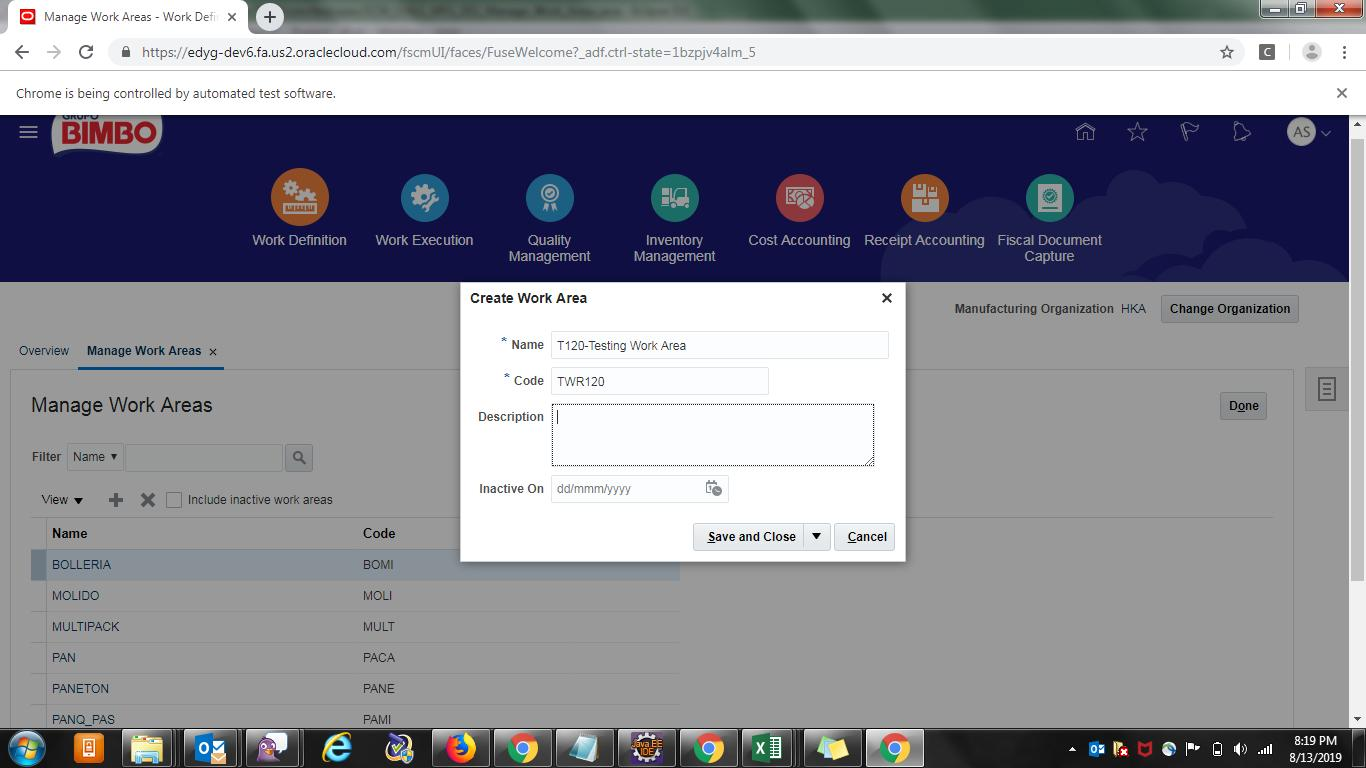 Manage Work Areas - Work Defin
https://edyg-dev6.fa.us2.oraclecloud.com/fscmUI/faces/FuseWelcome?_adf.ctrl-state=1bzpjv4alm_5
C
Chrome is being controlled by automated test software.
GRUPO
BIMBO
AS
Work Definition
Work Execution
Quality
Management
Inventory
Management
Cost Accounting
Receipt Accounting
Fiscal Document
Capture
Manufacturing Organization HKA
Change Organization
Overview
Manage Work Areas
Manage Work Areas
Done
Filter Name
View
Include inactive work areas
Name Code
BOLLERIA BOMI
MOLIDO MOLI
MULTIPACK MULT
PAN PACA
PANETON PANE
PANQ_PAS PAMI
Create Work Area
* Name T120-Testing Work Area
* Code TWR120
Description
Inactive On dd/mmm/yyyy
Save and Close
Cancel
Java EE
IDE
8:19 PM
8/13/2019